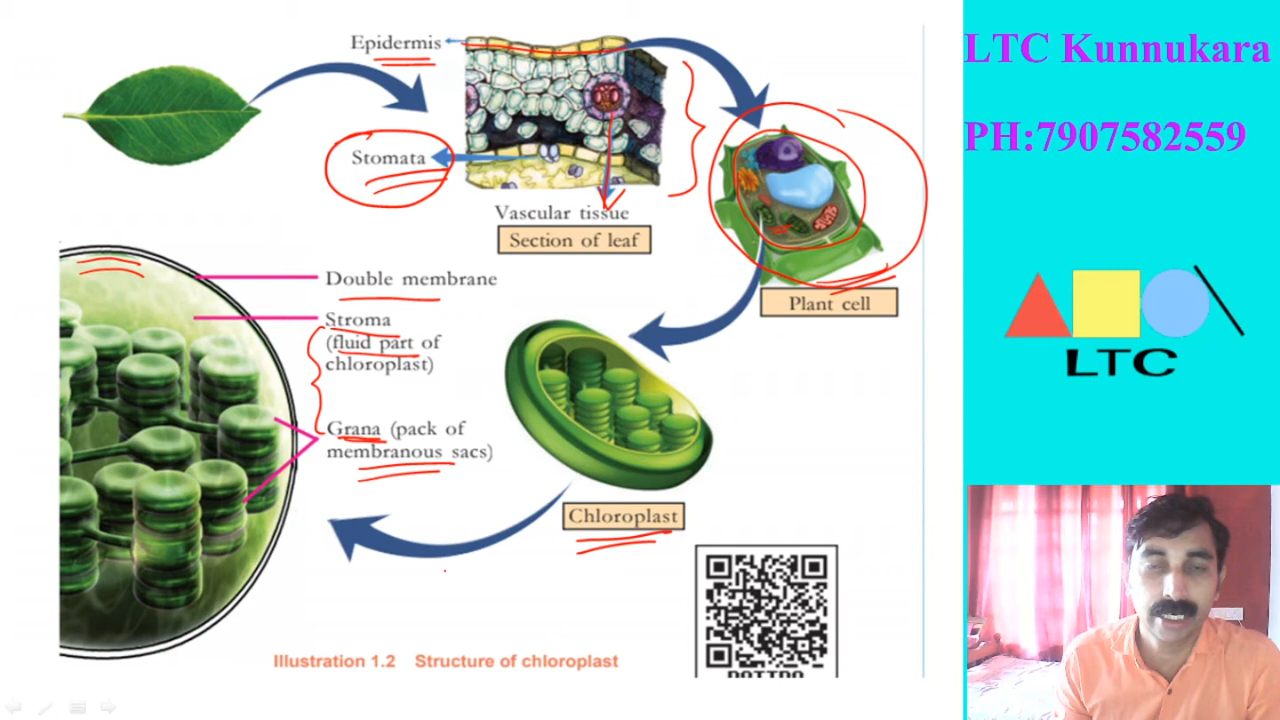 Epidermis
Stomata
Vascular tissue
Section of leaf
Plant cell
Double membrane
Stroma
(fluid part of
chloroplast)
Grana (pack of
membranous sacs)
Chloroplast
Illustration 1.2 Structure of chloroplast
LTC Kunnukara
PH:7907582559
LTC